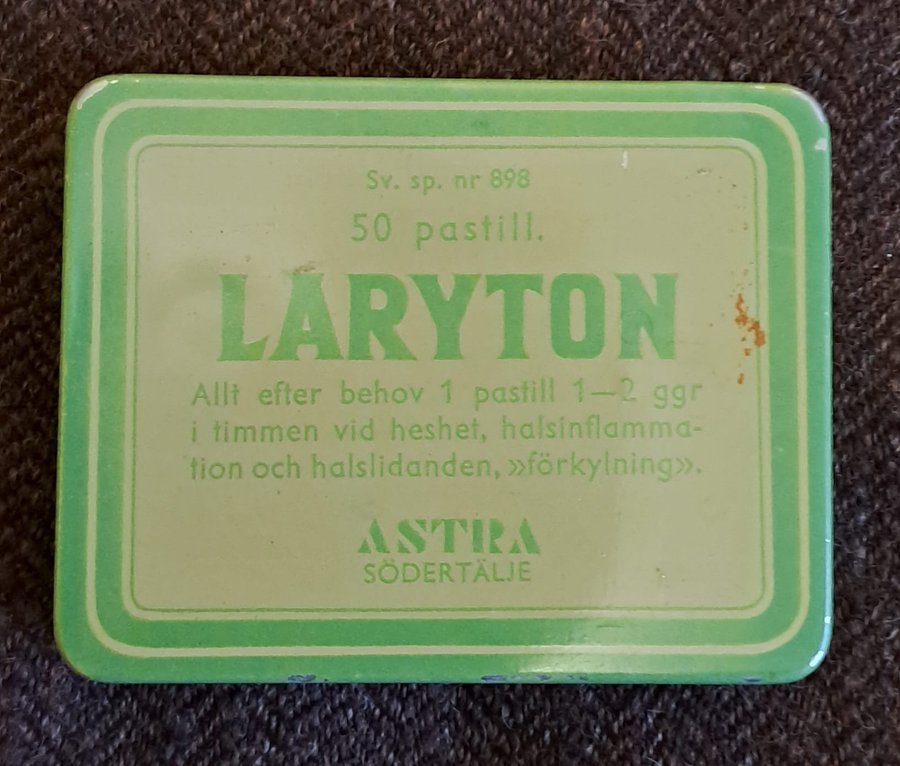 Sv. sp. nr 898
50 pastill.
LARYTON
Allt efter behov 1 pastill 1—2 ggr
i timmen vid heshet, halsinflamma-
tion och halslidanden, »förkylning».
ASTRA
SÖDERTÄLJE